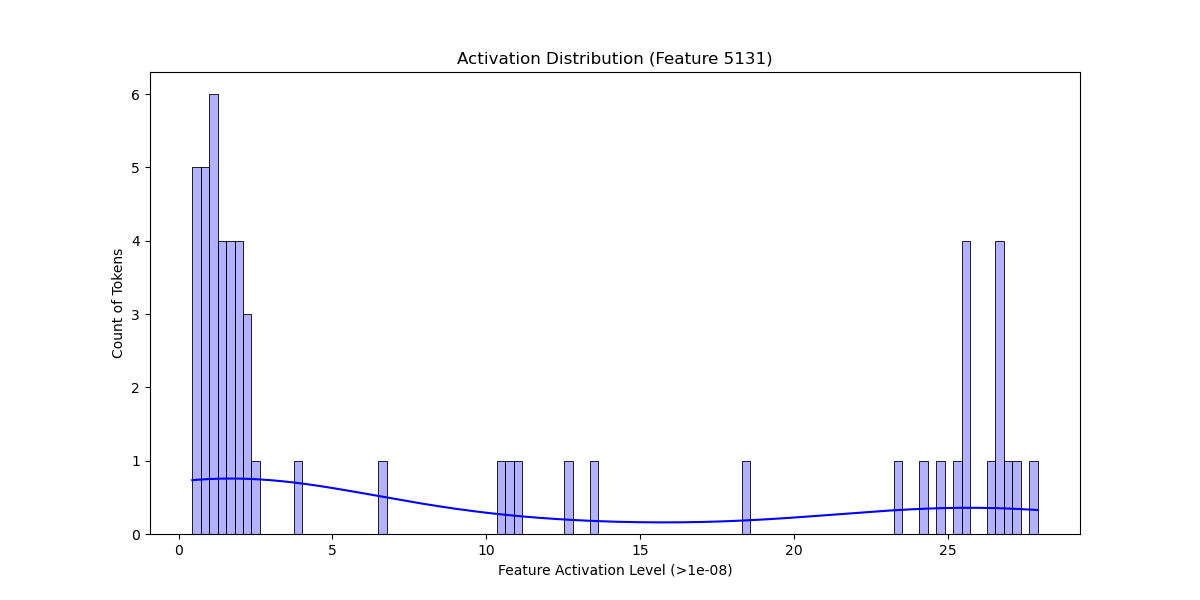 Activation Distribution (Feature 5131)
6
5
4
3
2
1
0
Count of Tokens
0 5 10 15 20 25
Feature Activation Level (>1e-08)